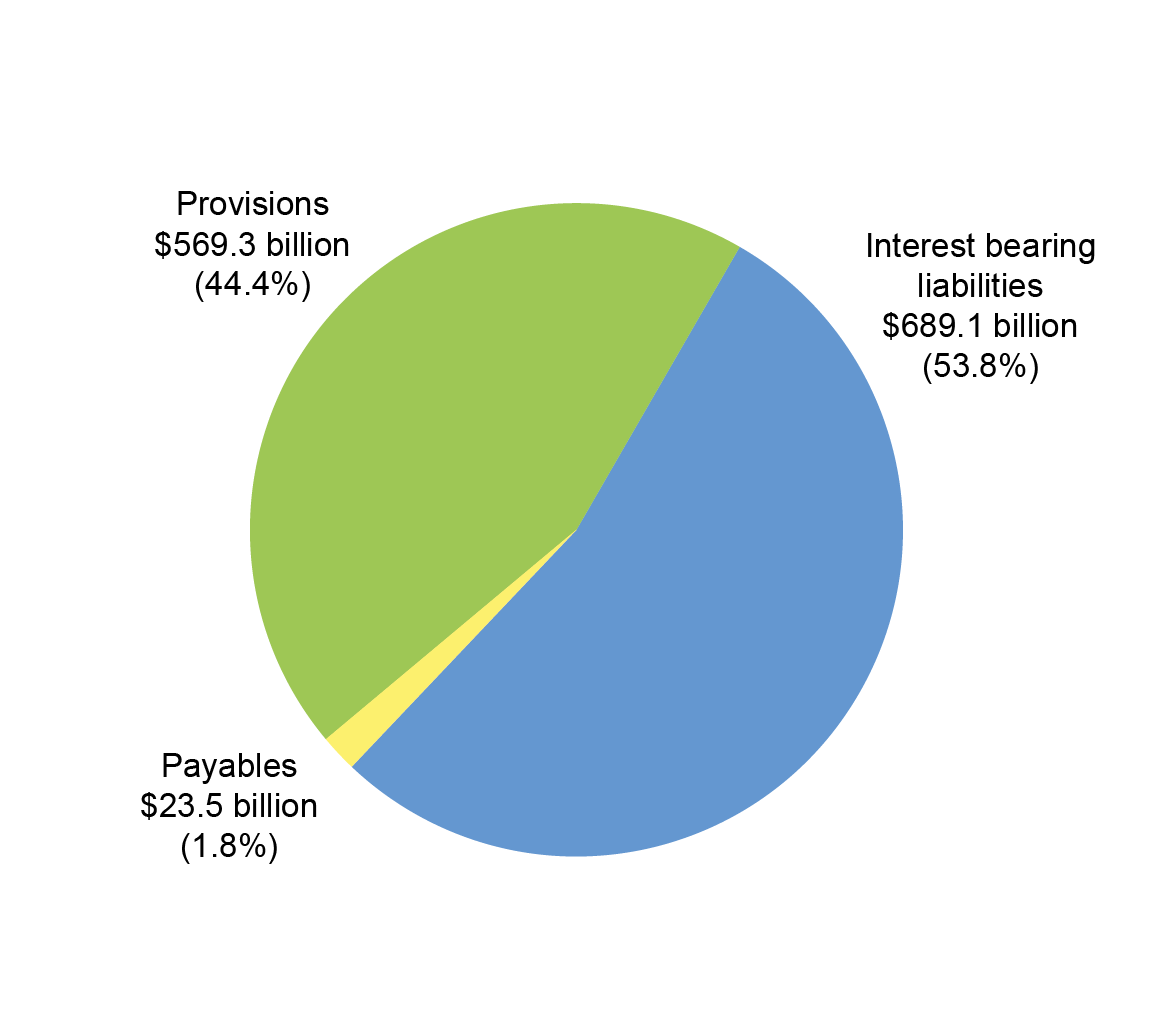 Provisions
$569.3 billion
(44.4%)
Interest bearing
liabilities
$689.1 billion
(53.8%)
Payables
$23.5 billion
(1.8%)